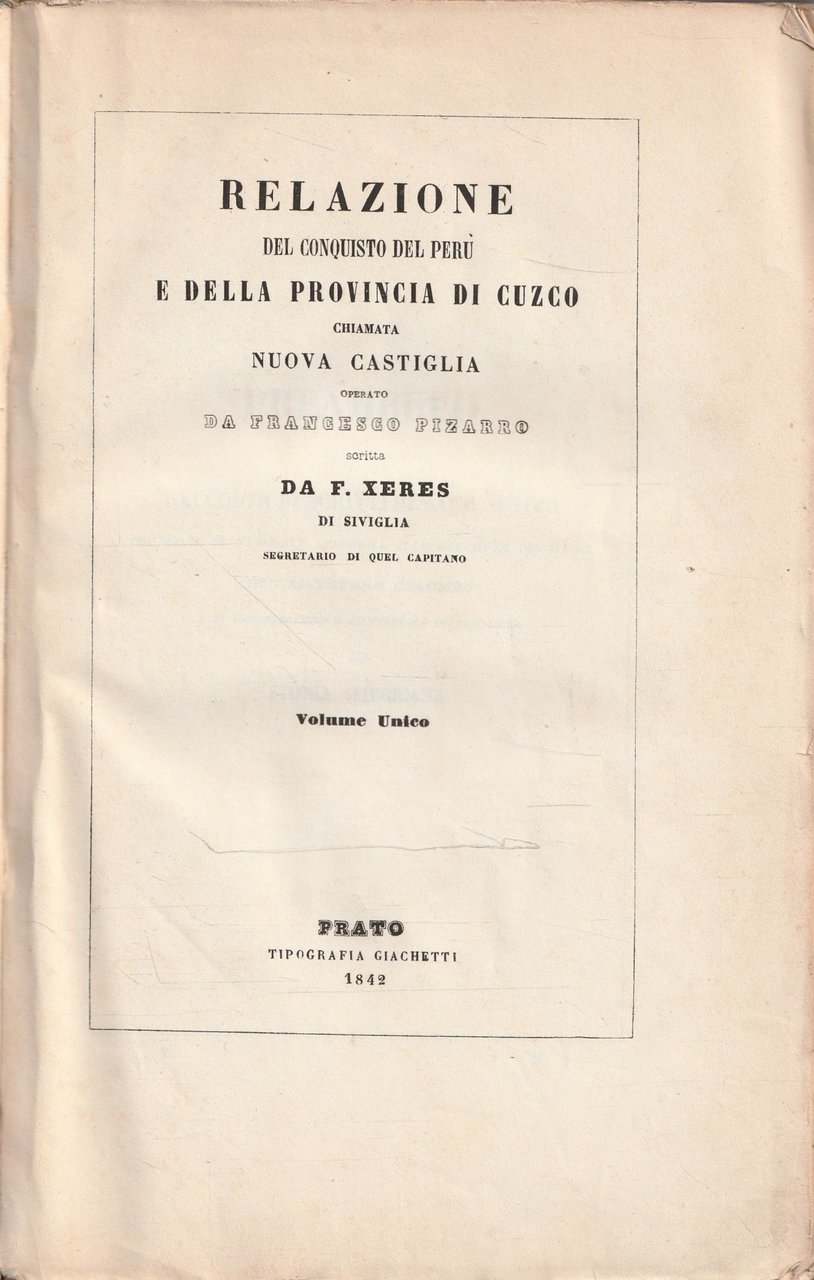 RELAZIONE
DEL CONQUISTO DEL PERÙ
E DELLA PROVINCIA DI CUZCO
CHIAMATA
NUOVA CASTIGLIA
OPERATO
DA FRANCESCO PIZARRO
scritta
DA F. XERES
DI SIVIGLIA
SEGRETARIO DI QUEL CAPITANO
Volume Unico
PRATO
TIPOGRAFIA GIACHETTI
1842